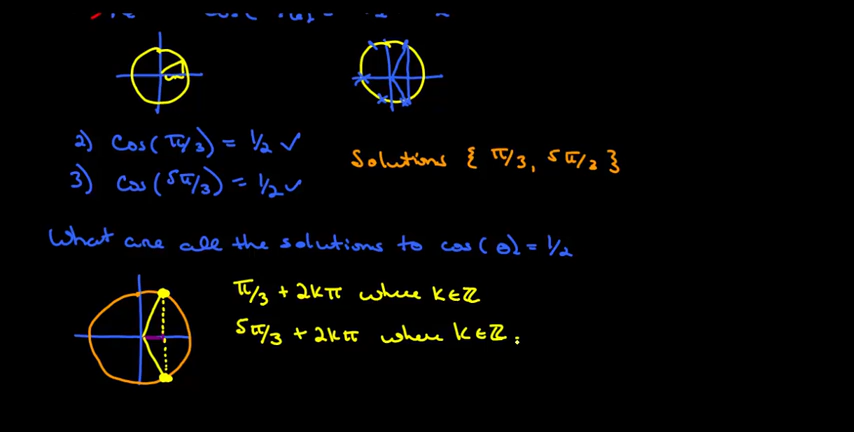 2) cos(π/3) = 1/2 ✓
3) cos(5π/3) = 1/2 ✓
Solutions { π/3, 5π/3 }
What are all the solutions to cos(θ) = 1/2
π/3 + 2kπ where k∈ℤ
5π/3 + 2kπ where k∈ℤ.